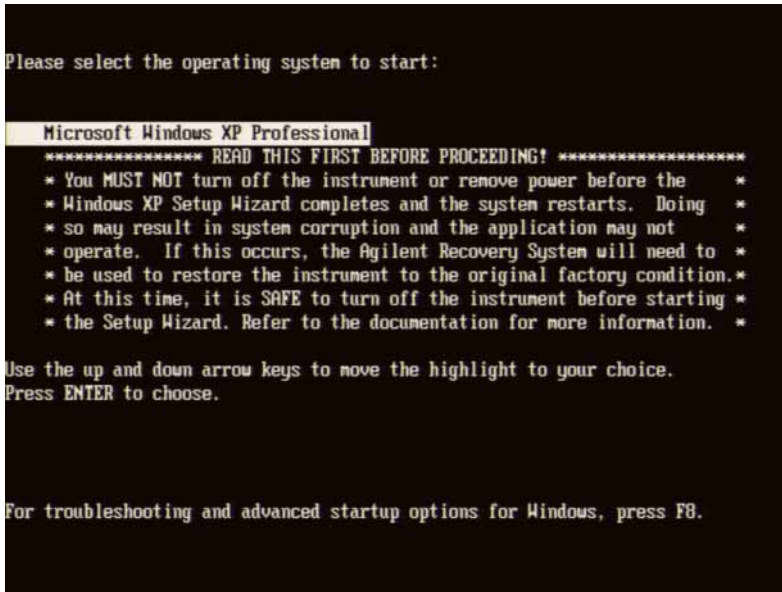 Please select the operating system to start:
Microsoft Windows XP Professional
**************** READ THIS FIRST BEFORE PROCEEDING! *******************
* You MUST NOT turn off the instrument or remove power before the *
* Windows XP Setup Wizard completes and the system restarts. Doing *
* so may result in system corruption and the application may not *
* operate. If this occurs, the Agilent Recovery System will need to *
* be used to restore the instrument to the original factory condition.*
* At this time, it is SAFE to turn off the instrument before starting *
* the Setup Wizard. Refer to the documentation for more information. *
Use the up and down arrow keys to move the highlight to your choice.
Press ENTER to choose.
For troubleshooting and advanced startup options for Windows, press F8.